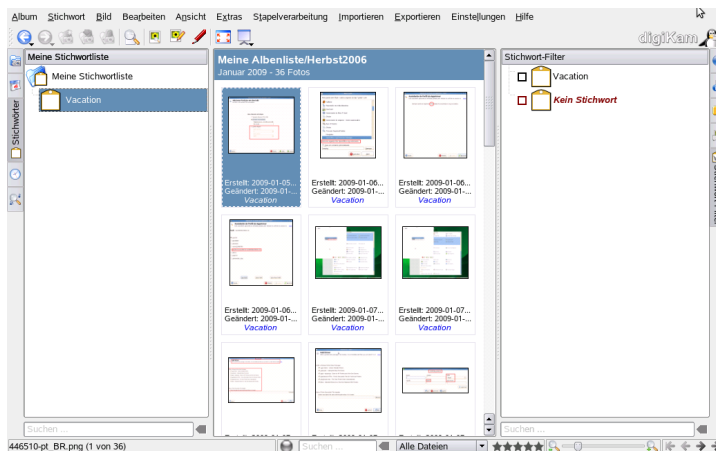 Album Stichwort Bild Bearbeiten Ansicht Extras Stapelverarbeitung Importieren Exportieren Einstellungen Hilfe
digiKam
Meine Stichwortliste
Meine Stichwortliste
Vacation
Stichwörter
Meine Albenliste/Herbst2006
Januar 2009 - 36 Fotos
Erstellt: 2009-01-05... Erstellt: 2009-01-06... Erstellt: 2009-01-06...
Geändert: 2009-01-... Geändert: 2009-01-... Geändert: 2009-01-...
Vacation Vacation Vacation
Erstellt: 2009-01-06... Erstellt: 2009-01-07... Erstellt: 2009-01-07...
Geändert: 2009-01-... Geändert: 2009-01-... Geändert: 2009-01-...
Vacation Vacation Vacation
Stichwort-Filter
Vacation
Kein Stichwort
Suchen ...
Suchen ...
446510-pt_BR.png (1 von 36)
Suchen ...
Alle Dateien